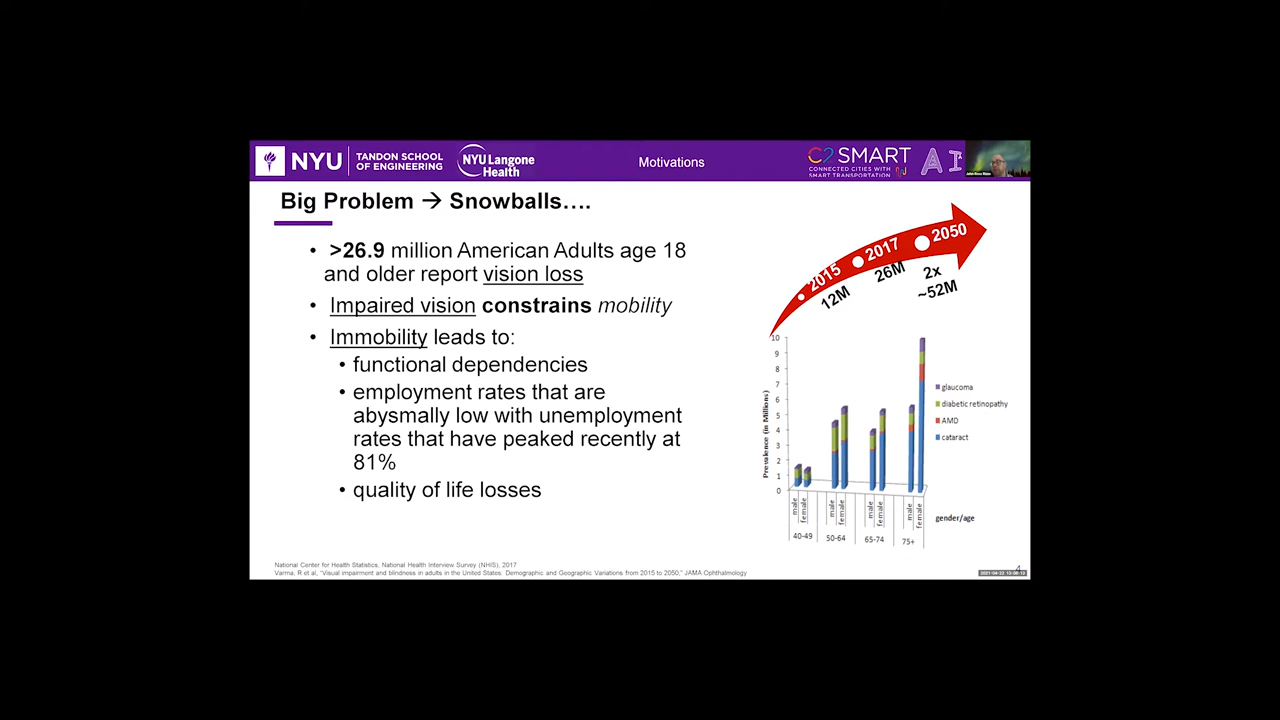 NYU
TANDON SCHOOL
OF ENGINEERING
NYU Langone
Health
Motivations
C2 SMART
CONNECTED CITIES WITH
SMART TRANSPORTATION
AI
Big Problem → Snowballs….
• >26.9 million American Adults age 18
and older report vision loss
• Impaired vision constrains mobility
• Immobility leads to:
• functional dependencies
• employment rates that are
abysmally low with unemployment
rates that have peaked recently at
81%
• quality of life losses
2015
2017
2050
12M
26M
2x
~52M
Prevalence (in Millions)
10
9
8
7
6
5
4
3
2
1
0
male
female
male
female
male
female
male
female
40-49
50-64
65-74
75+
gender/age
glaucoma
diabetic retinopathy
AMD
cataract
National Center for Health Statistics, National Health Interview Survey (NHIS), 2017
Varma, R et al, "Visual impairment and blindness in adults in the United States: Demographic and Geographic Variations from 2015 to 2050," JAMA Ophthalmology